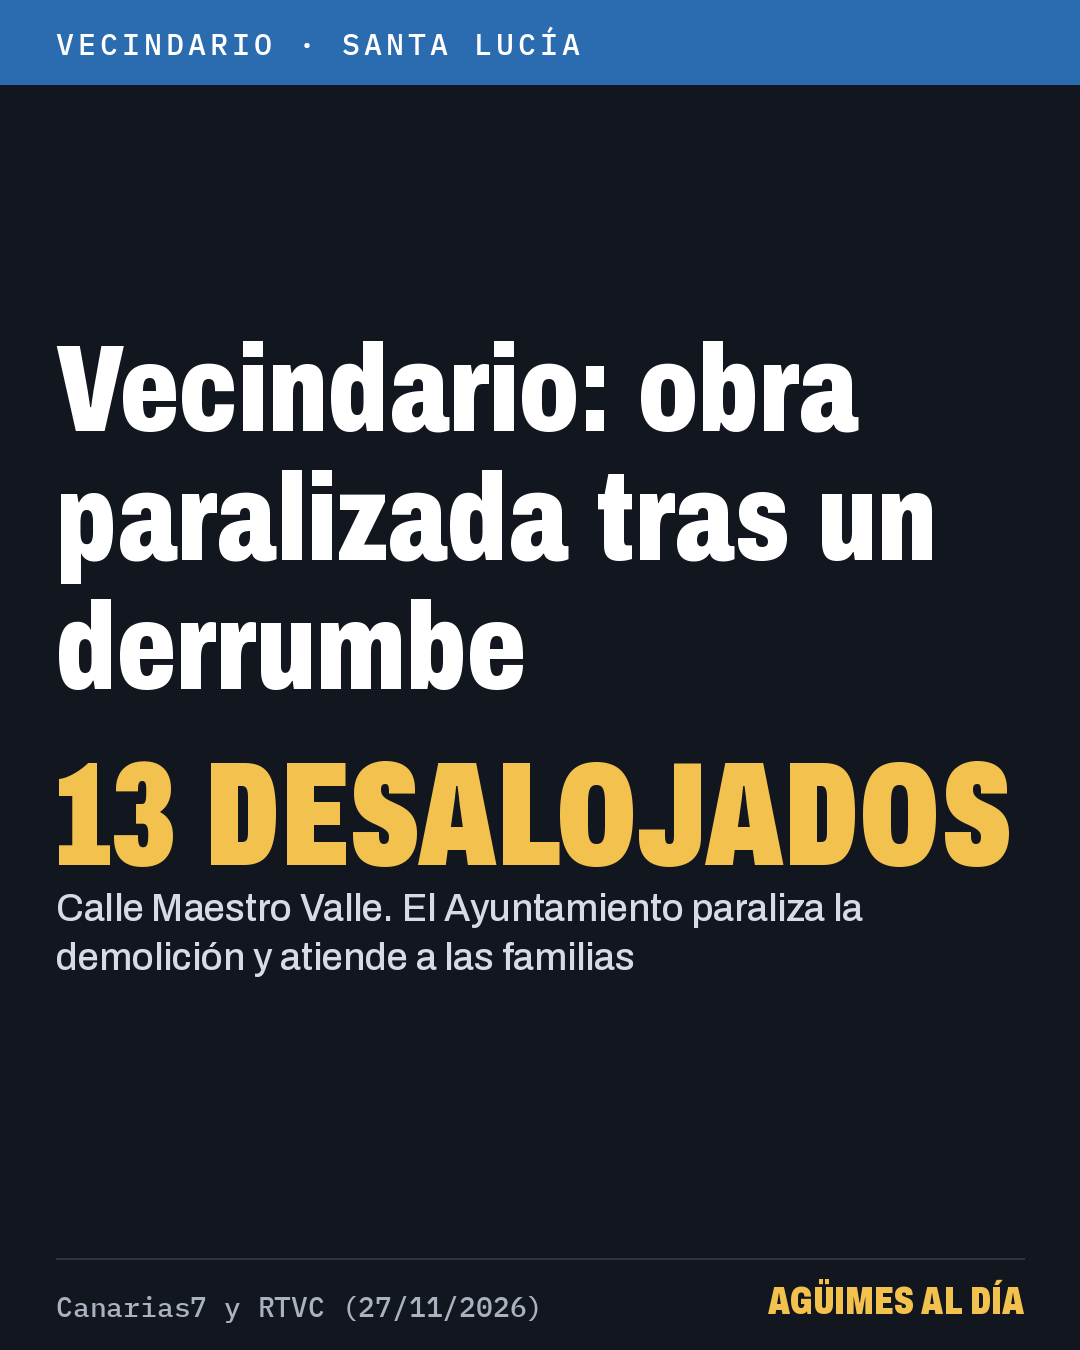 VECINDARIO · SANTA LUCÍA
Vecindario: obra
paralizada tras un
derrumbe
13 DESALOJADOS
Calle Maestro Valle. El Ayuntamiento paraliza la
demolición y atiende a las familias
Canarias7 y RTVC (27/11/2026)
AGÜIMES AL DÍA